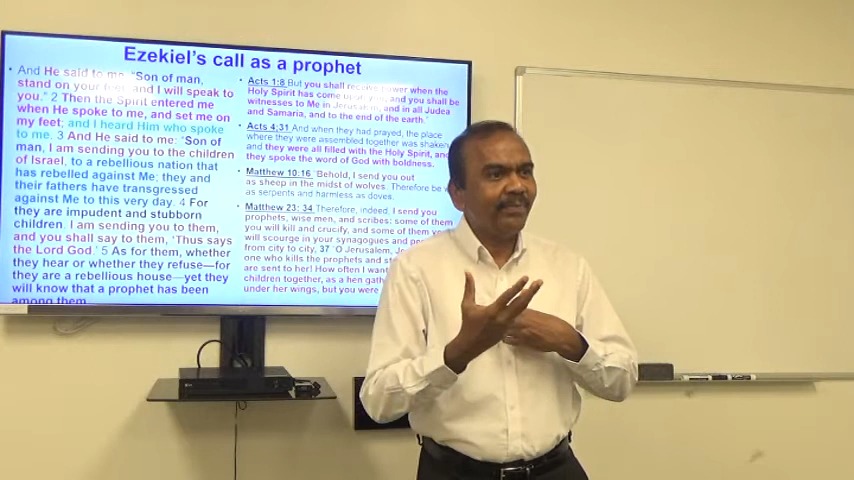 Ezekiel's call as a prophet
• And He said to me, "Son of man,
stand on your feet, and I will speak to
you." 2 Then the Spirit entered me
when He spoke to me, and set me on
my feet; and I heard Him who spoke
to me. 3 And He said to me: "Son of
man, I am sending you to the children
of Israel, to a rebellious nation that
has rebelled against Me; they and
their fathers have transgressed
against Me to this very day. 4 For
they are impudent and stubborn
children. I am sending you to them,
and you shall say to them, 'Thus says
the Lord God.' 5 As for them, whether
they hear or whether they refuse—for
they are a rebellious house—yet they
will know that a prophet has been
among them.
• Acts 1:8 But you shall receive power when the
Holy Spirit has come upon you, and you shall be
witnesses to Me in Jerusalem, and in all Judea
and Samaria, and to the end of the earth."
• Acts 4;31 And when they had prayed, the place
where they were assembled together was shaken;
and they were all filled with the Holy Spirit, and
they spoke the word of God with boldness.
• Matthew 10:16 "Behold, I send you out
as sheep in the midst of wolves. Therefore be
as serpents and harmless as doves.
• Matthew 23: 34 Therefore, indeed, I send you
prophets, wise men, and scribes: some of them
you will kill and crucify, and some of them you
will scourge in your synagogues and
from city to city, 37 "O Jerusalem,
one who kills the prophets and
are sent to her! How often I want
children together, as a hen
under her wings, but you were